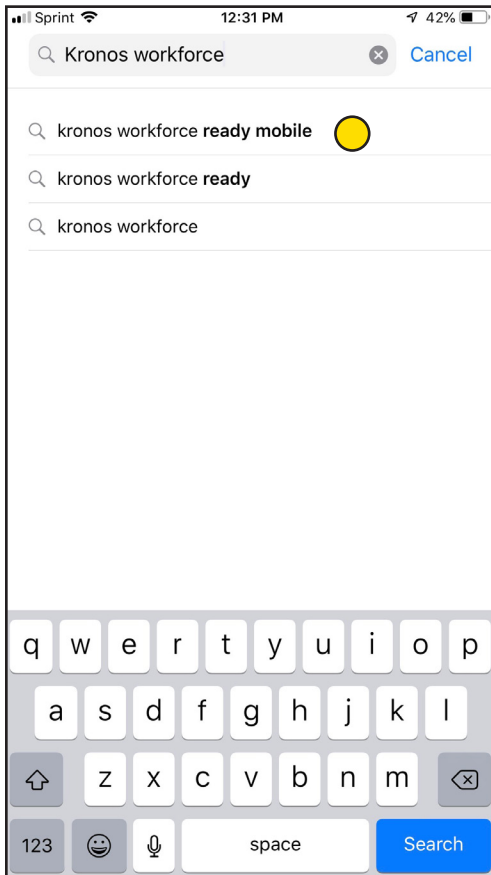 Sprint 12:31 PM 42%
Kronos workforce Cancel
kronos workforce ready mobile
kronos workforce ready
kronos workforce
q w e r t y u i o p
a s d f g h j k l
z x c v b n m
123 space Search